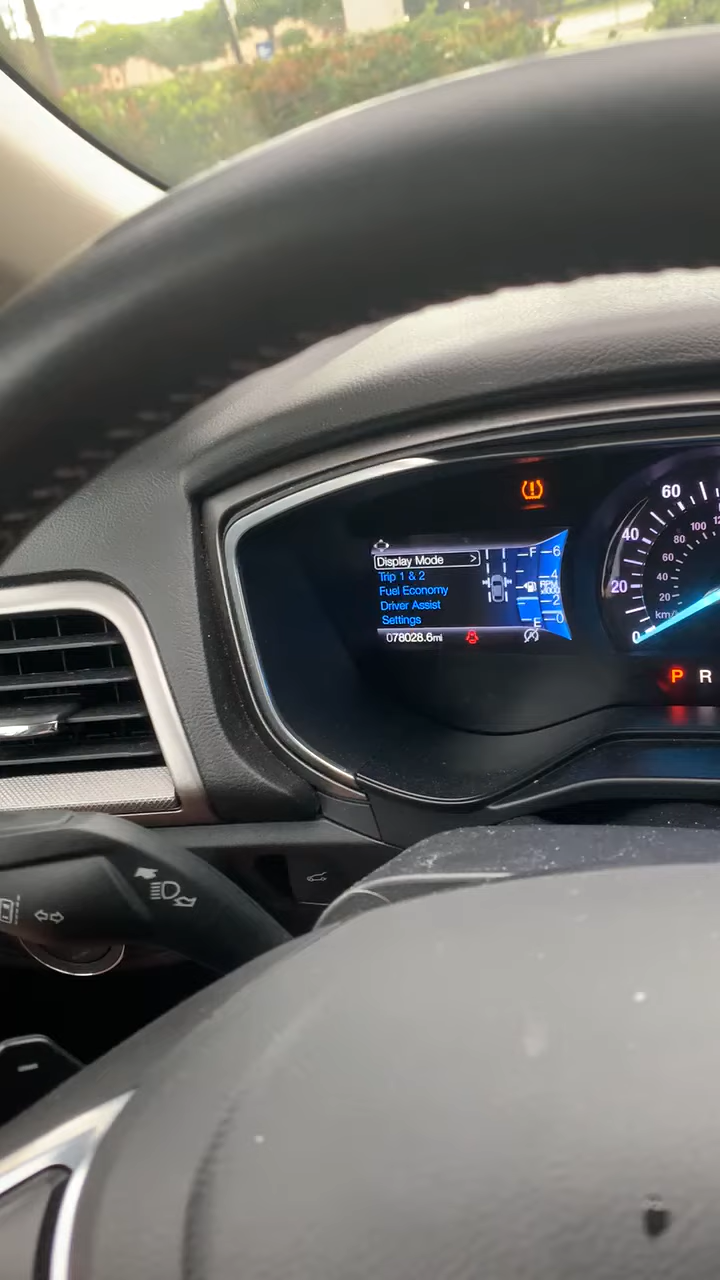 Display Mode >
Trip 1 & 2
Fuel Economy
Driver Assist
Settings
078028.6mi
F
E
6
4
2
0
RPM
60
40
20
0
100
80
60
40
20
km/
P R